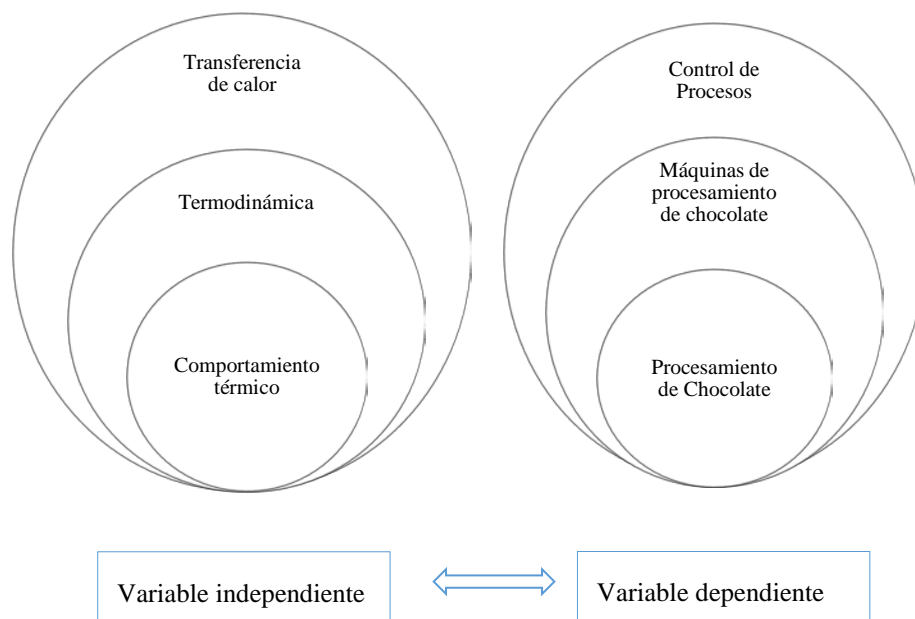 Transferencia
de calor
Termodinámica
Comportamiento
térmico
Control de
Procesos
Máquinas de
procesamiento
de chocolate
Procesamiento
de Chocolate
Variable independiente
Variable dependiente